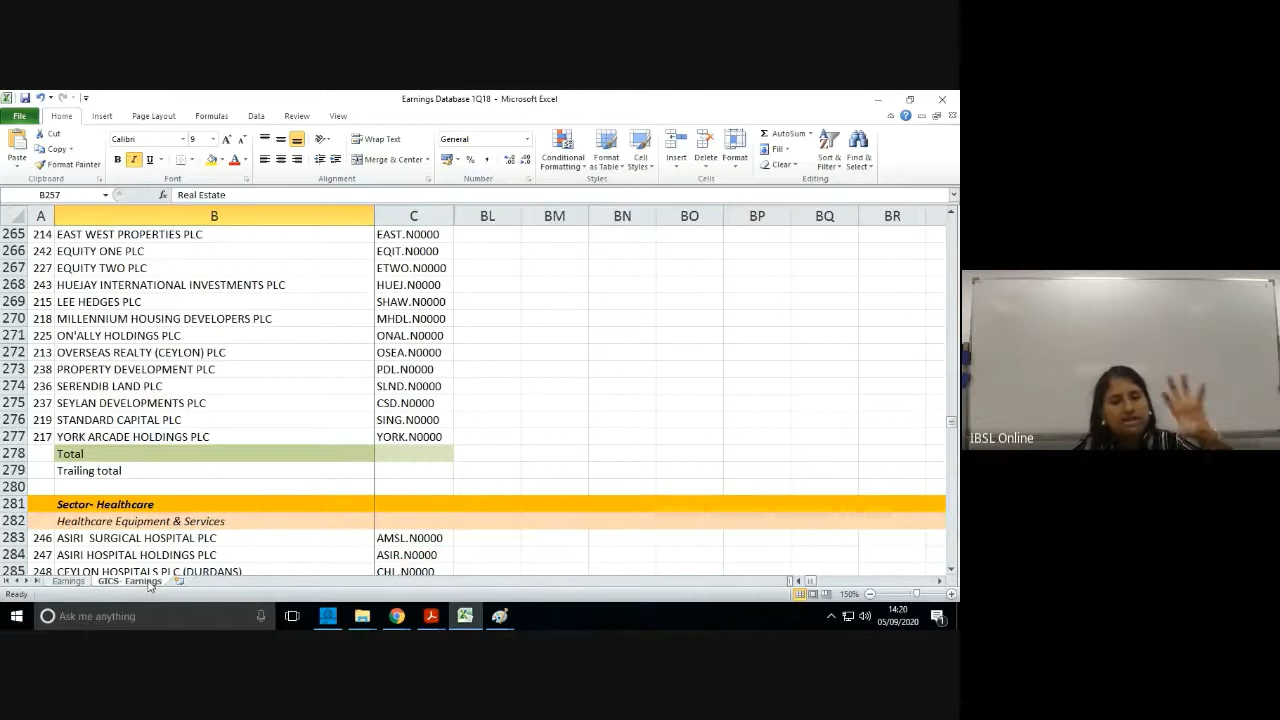 Earnings Database 1Q18 - Microsoft Excel
File Home Insert Page Layout Formulas Data Review View
Paste
Cut
Copy
Format Painter
Clipboard
Calibri 9
B I U
Font
Wrap Text
Merge & Center
Alignment
General
Number
Conditional Formatting
Format as Table
Cell Styles
Styles
Insert Delete Format
Cells
AutoSum
Fill
Clear
Sort & Filter
Find & Select
Editing
B257 fx Real Estate
A B C BL BM BN BO BP BQ BR
265 214 EAST WEST PROPERTIES PLC EAST.N0000
266 242 EQUITY ONE PLC EQIT.N0000
267 227 EQUITY TWO PLC ETWO.N0000
268 243 HUEJAY INTERNATIONAL INVESTMENTS PLC HUEJ.N0000
269 215 LEE HEDGES PLC SHAW.N0000
270 218 MILLENNIUM HOUSING DEVELOPERS PLC MHDL.N0000
271 225 ON'ALLY HOLDINGS PLC ONAL.N0000
272 213 OVERSEAS REALTY (CEYLON) PLC OSEA.N0000
273 238 PROPERTY DEVELOPMENT PLC PDL.N0000
274 236 SERENDIB LAND PLC SLND.N0000
275 237 SEYLAN DEVELOPMENTS PLC CSD.N0000
276 219 STANDARD CAPITAL PLC SING.N0000
277 217 YORK ARCADE HOLDINGS PLC YORK.N0000
278 Total
279 Trailing total
280
281 Sector- Healthcare
282 Healthcare Equipment & Services
283 246 ASIRI SURGICAL HOSPITAL PLC AMSL.N0000
284 247 ASIRI HOSPITAL HOLDINGS PLC ASIR.N0000
285 248 CEYLON HOSPITALS PLC (DURDANS) CHL.N0000
Earnings GICS- Earnings
Ready 150%
Ask me anything
14:20
05/09/2020
IBSL Online